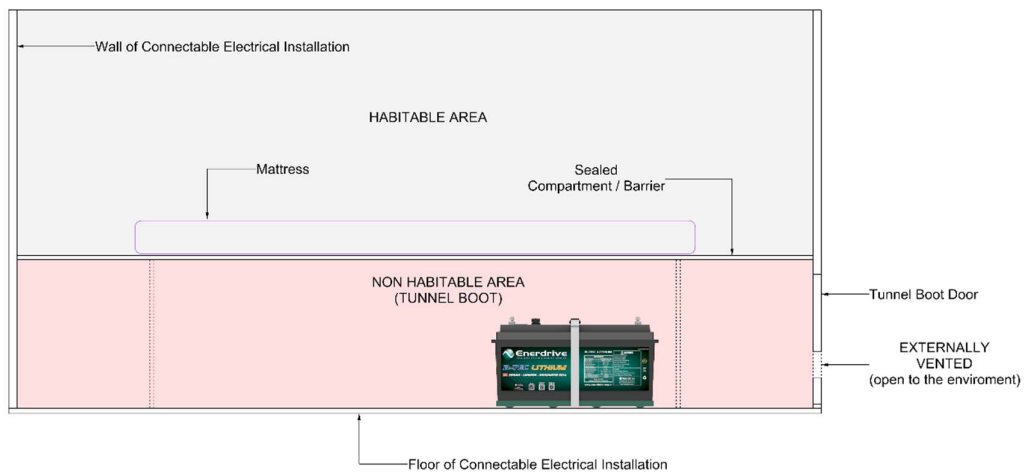 Wall of Connectable Electrical Installation
HABITABLE AREA
Mattress
Sealed
Compartment / Barrier
NON HABITABLE AREA
(TUNNEL BOOT)
Tunnel Boot Door
EXTERNALLY
VENTED
(open to the enviroment)
Enerdrive
B-TEC LITHIUM
Floor of Connectable Electrical Installation